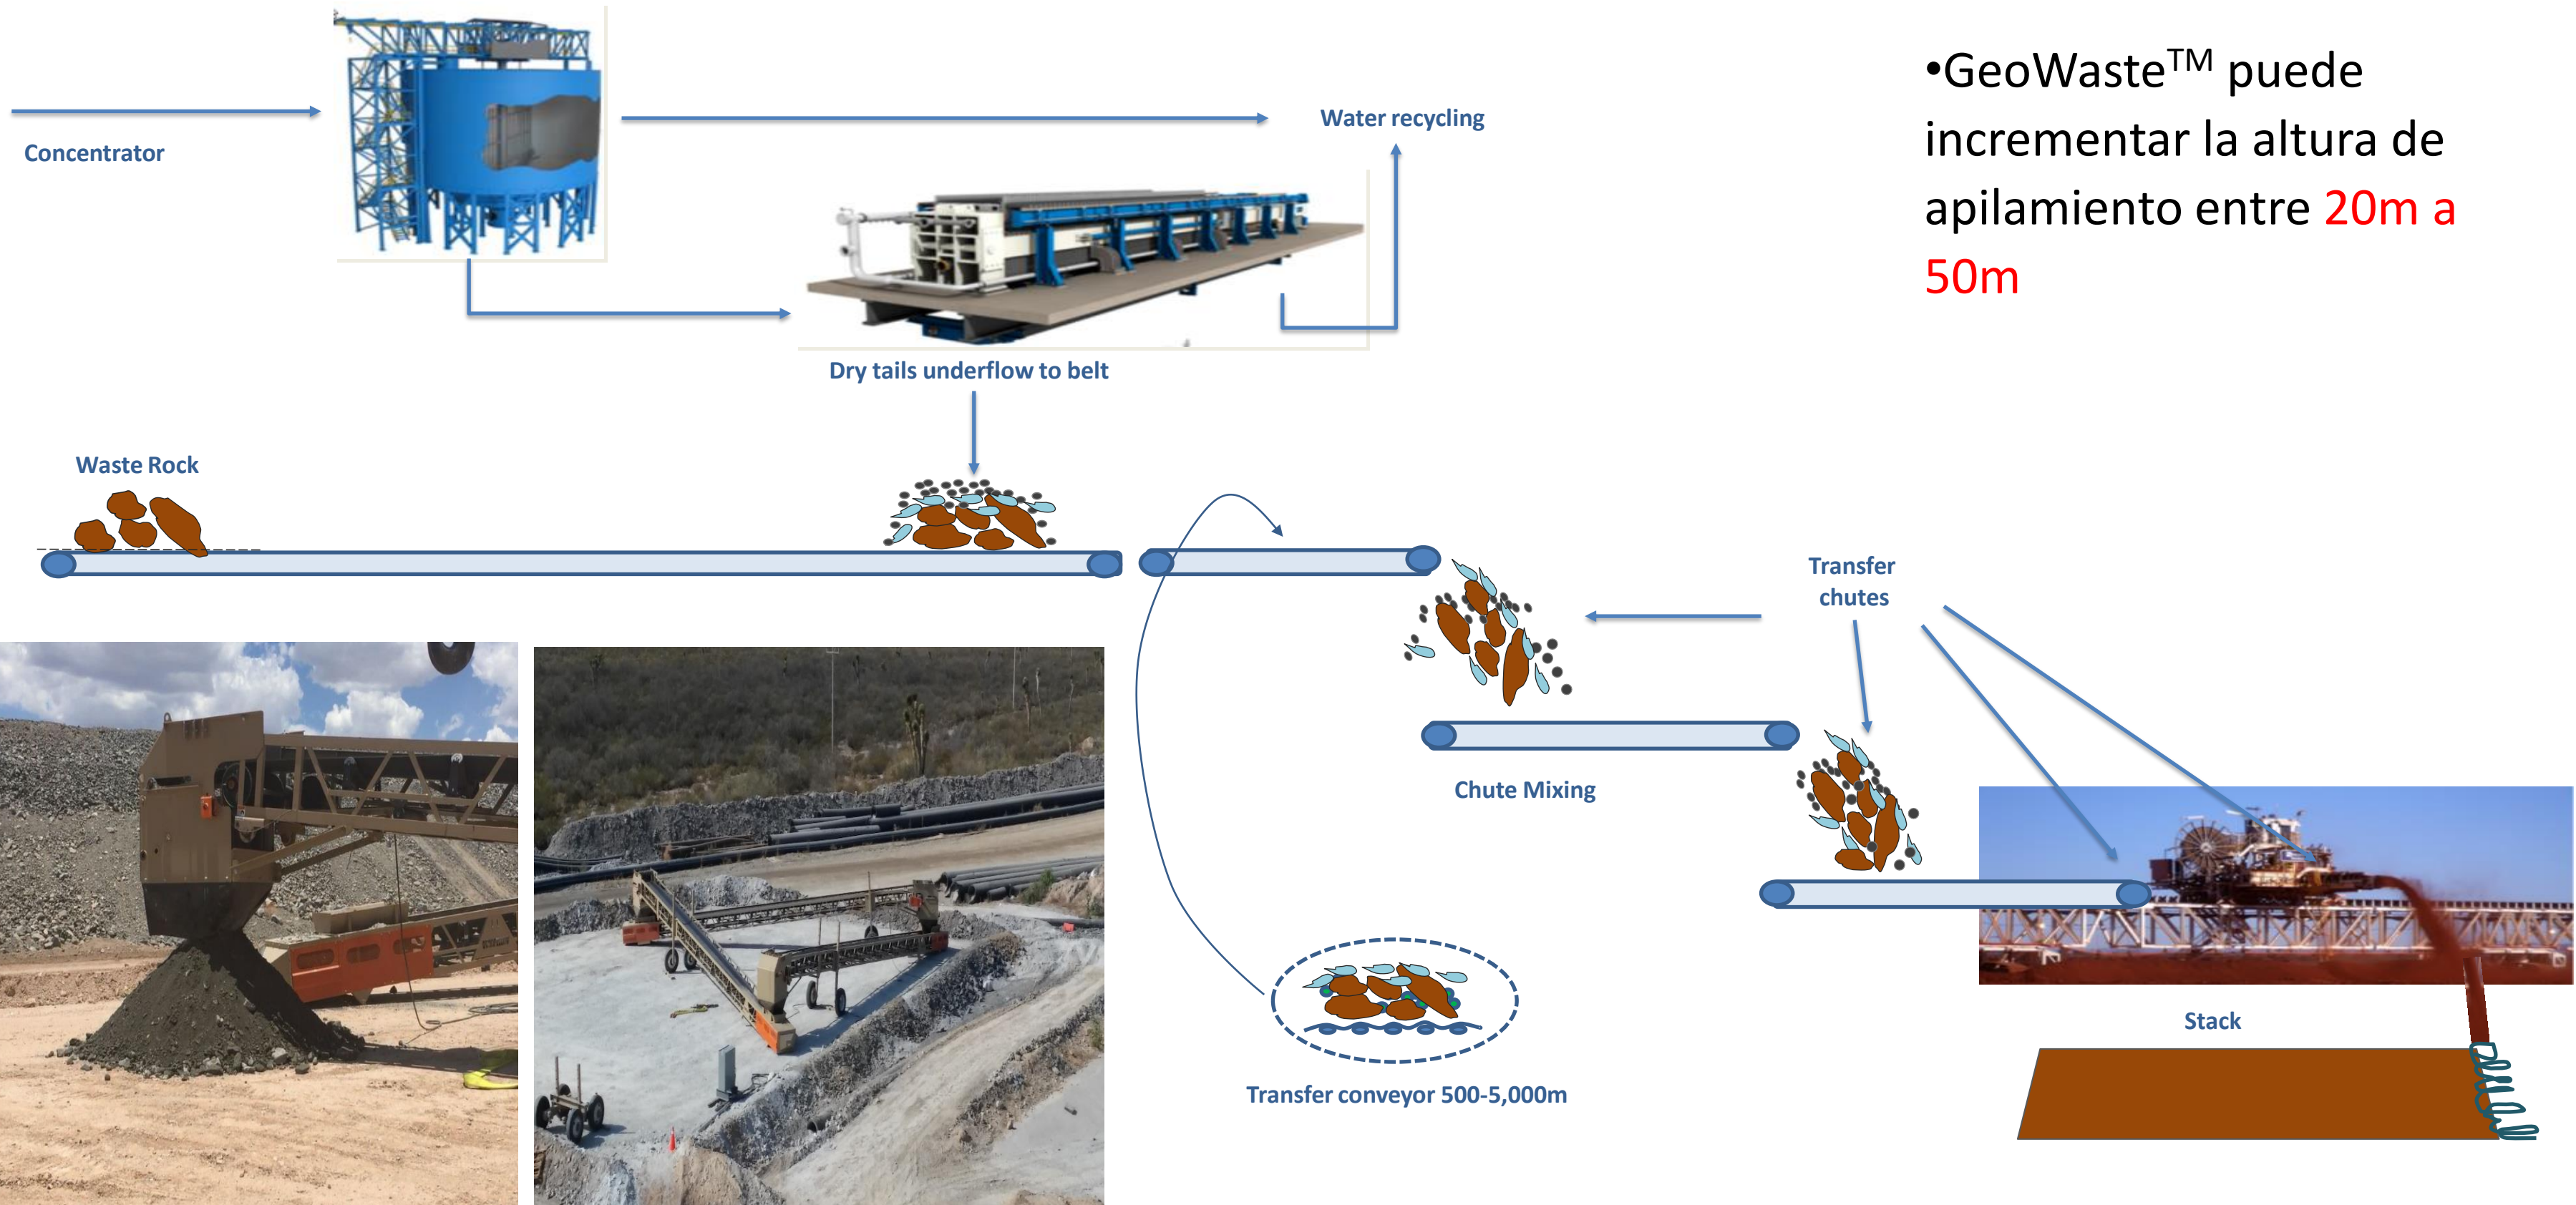 •GeoWaste™ puede
incrementar la altura de
apilamiento entre 20m a
50m
Concentrator
Water recycling
Dry tails underflow to belt
Waste Rock
Transfer
chutes
Chute Mixing
Stack
Transfer conveyor 500-5,000m